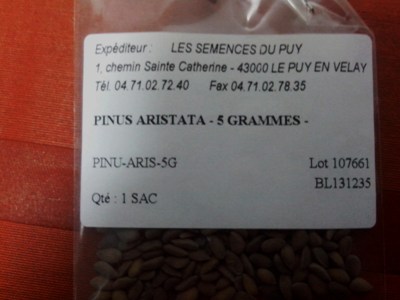 Expéditeur : LES SEMENCES DU PUY
1, chemin Sainte Catherine - 43000 LE PUY EN VELAY
Tél. 04.71.02.72.40 Fax 04.71.02.78.35
PINUS ARISTATA - 5 GRAMMES -
PINU-ARIS-5G Lot 107661
BL131235
Qté : 1 SAC